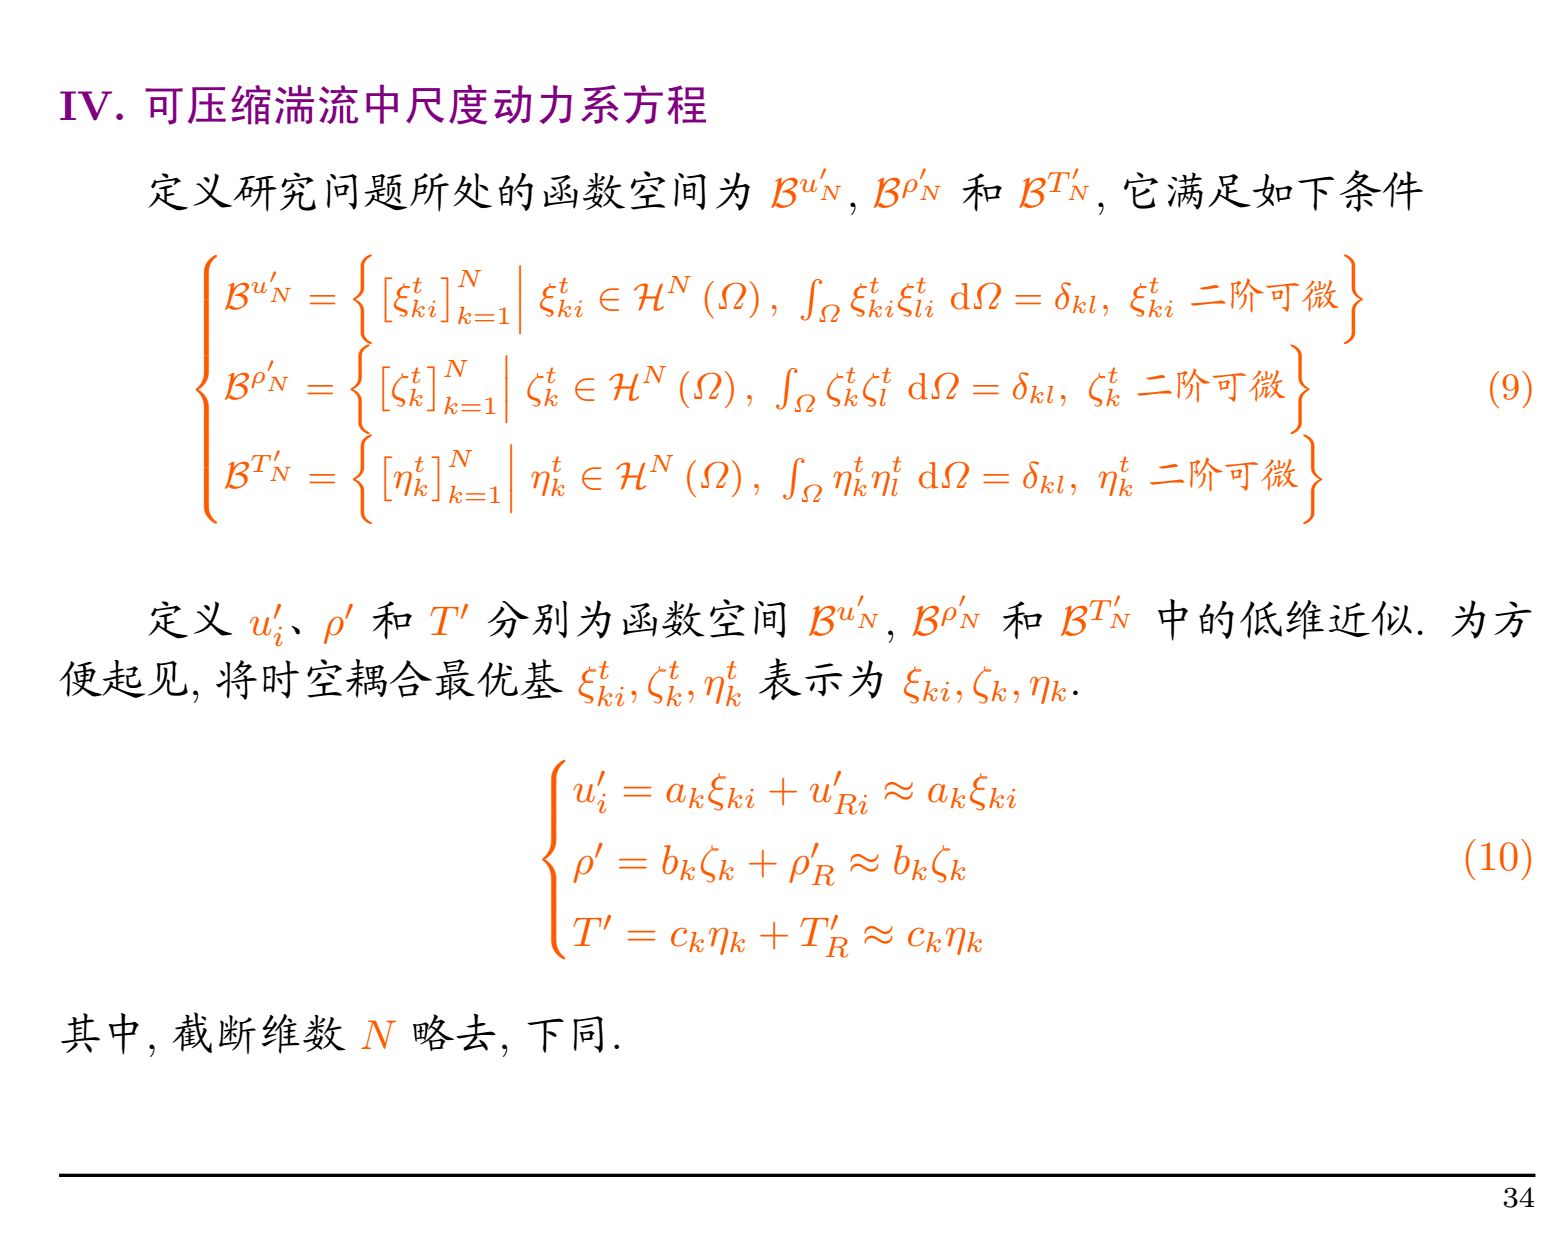 IV. 可压缩湍流中尺度动力系方程
定义研究问题所处的函数空间为 $\mathcal{B}^{u'_N}, \mathcal{B}^{\rho'_N}$ 和 $\mathcal{B}^{T'_N}$, 它满足如下条件
$\mathcal{B}^{u'_N} = \left\{ \left[\xi^t_{ki}\right]^N_{k=1} \middle| \xi^t_{ki} \in \mathcal{H}^N(\Omega), \int_\Omega \xi^t_{ki}\xi^t_{li} \, \mathrm{d}\Omega = \delta_{kl}, \xi^t_{ki} 二阶可微 \right\}$
$\mathcal{B}^{\rho'_N} = \left\{ \left[\zeta^t_k\right]^N_{k=1} \middle| \zeta^t_k \in \mathcal{H}^N(\Omega), \int_\Omega \zeta^t_k\zeta^t_l \, \mathrm{d}\Omega = \delta_{kl}, \zeta^t_k 二阶可微 \right\}$ (9)
$\mathcal{B}^{T'_N} = \left\{ \left[\eta^t_k\right]^N_{k=1} \middle| \eta^t_k \in \mathcal{H}^N(\Omega), \int_\Omega \eta^t_k\eta^t_l \, \mathrm{d}\Omega = \delta_{kl}, \eta^t_k 二阶可微 \right\}$
定义 $u'_i$、$\rho'$ 和 $T'$ 分别为函数空间 $\mathcal{B}^{u'_N}, \mathcal{B}^{\rho'_N}$ 和 $\mathcal{B}^{T'_N}$ 中的低维近似. 为方
便起见, 将时空耦合最优基 $\xi^t_{ki}, \zeta^t_k, \eta^t_k$ 表示为 $\xi_{ki}, \zeta_k, \eta_k$.
$u'_i = a_k\xi_{ki} + u'_{Ri} \approx a_k\xi_{ki}$
$\rho' = b_k\zeta_k + \rho'_R \approx b_k\zeta_k$ (10)
$T' = c_k\eta_k + T'_R \approx c_k\eta_k$
其中, 截断维数 $N$ 略去, 下同.
34